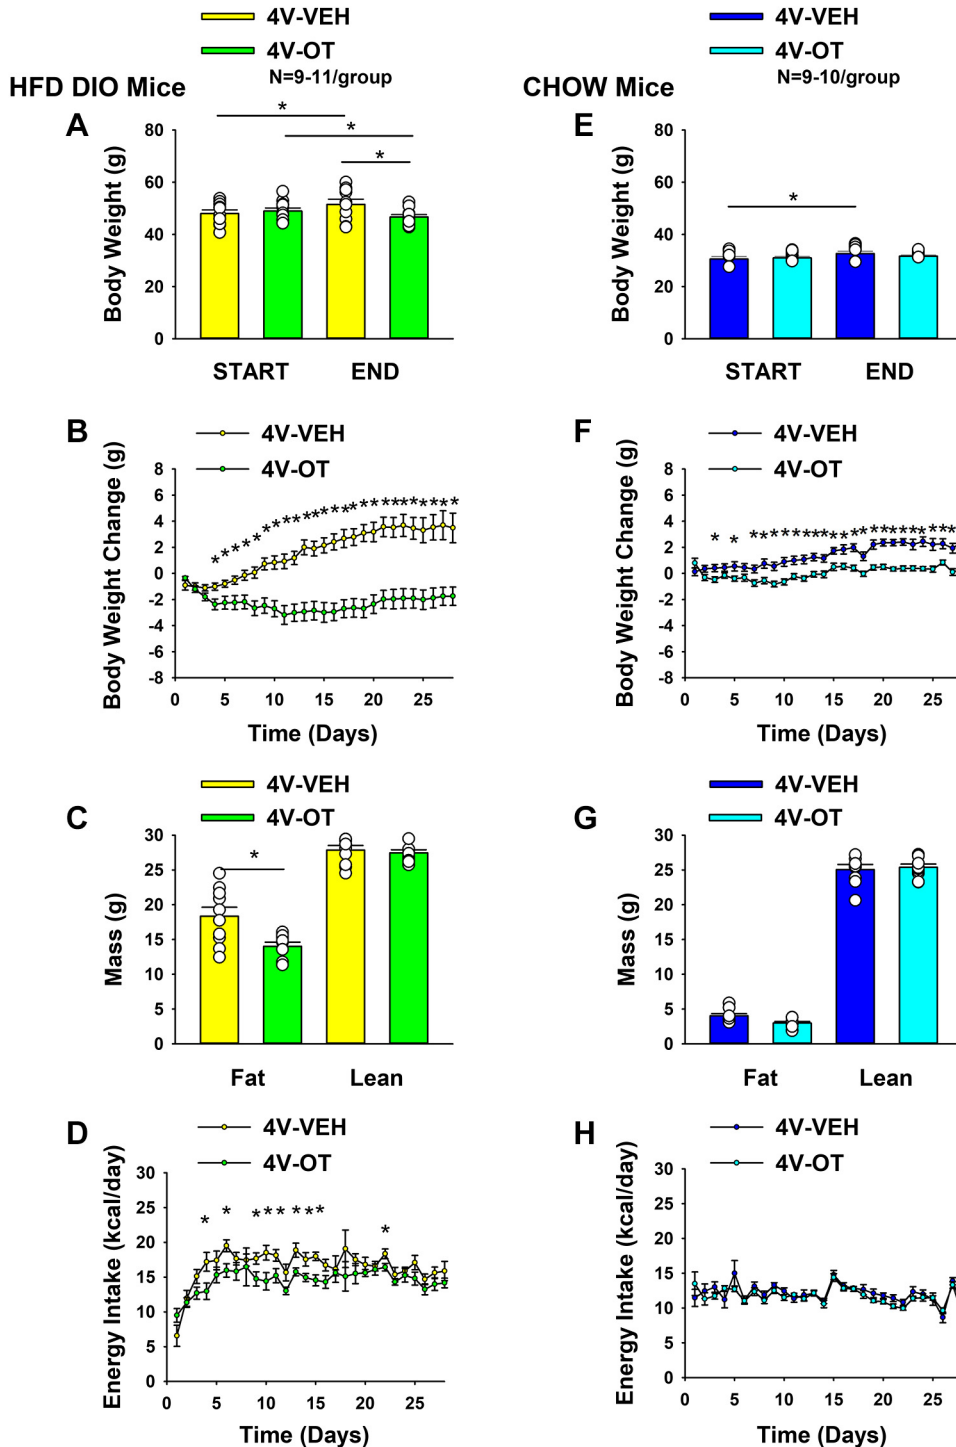 4V-VEH
4V-OT
N=9-11/group
HFD DIO Mice
4V-VEH
4V-OT
N=9-10/group
CHOW Mice
A
Body Weight (g)
80
60
40
20
0
* * *
START END
E
Body Weight (g)
80
60
40
20
0
*
START END
B
4V-VEH
4V-OT
Body Weight Change (g)
8
6
4
2
0
-2
-4
-6
-8
* * * * * * * * * * * * * * * * * * * * * * * * *
0 5 10 15 20 25
Time (Days)
F
4V-VEH
4V-OT
Body Weight Change (g)
8
6
4
2
0
-2
-4
-6
-8
0 5 10 15 20 25
Time (Days)
C
4V-VEH
4V-OT
Mass (g)
30
25
20
15
10
5
0
*
Fat Lean
G
4V-VEH
4V-OT
Mass (g)
30
25
20
15
10
5
0
Fat Lean
D
4V-VEH
4V-OT
Energy Intake (kcal/day)
30
25
20
15
10
5
0
* * * * * * * * *
0 5 10 15 20 25
Time (Days)
H
4V-VEH
4V-OT
Energy Intake (kcal/day)
30
25
20
15
10
5
0
0 5 10 15 20 25
Time (Days)